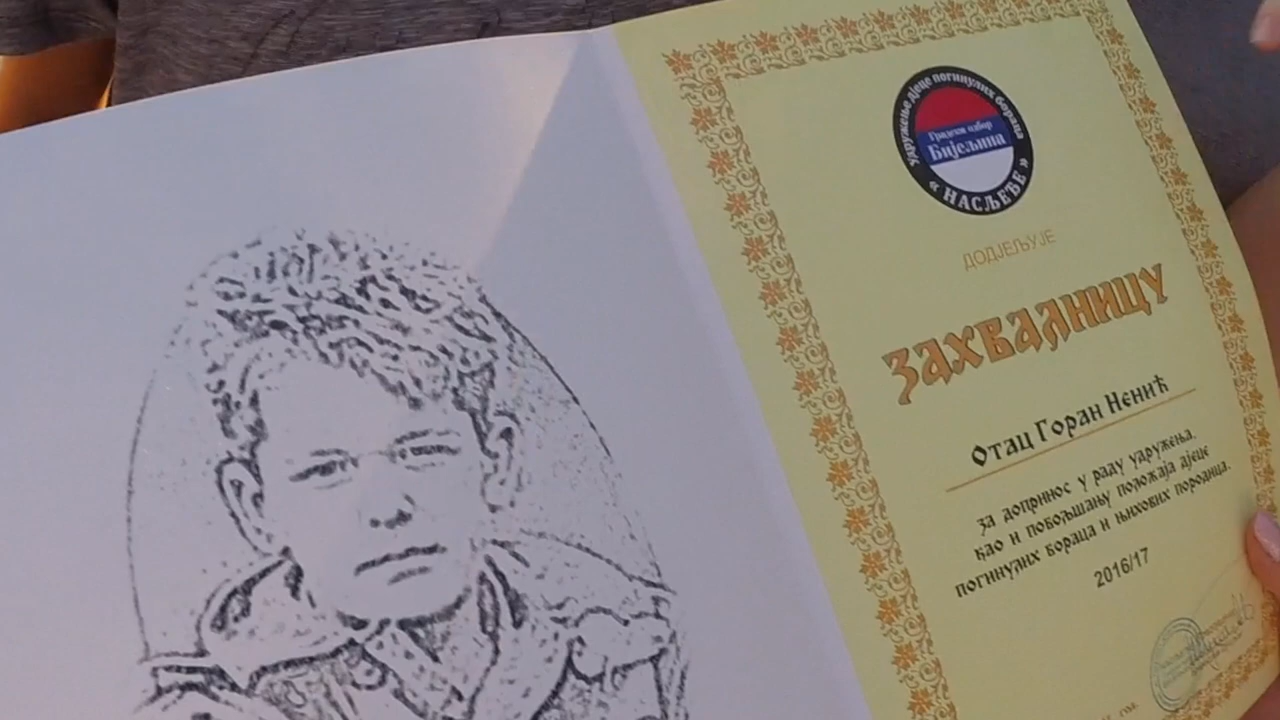 удружење дјеце погинулих бораца
Градски одбор
Бијељина
« НАСЉЕЂЕ »
ДОДЈЕЉУЈЕ
ЗАХВАЛНИЦУ
Отац Горан Ненић
за допринос у раду удружења,
као и побољшању положаја дјеце
погинулих бораца и њихових породица.
2016/17
год.